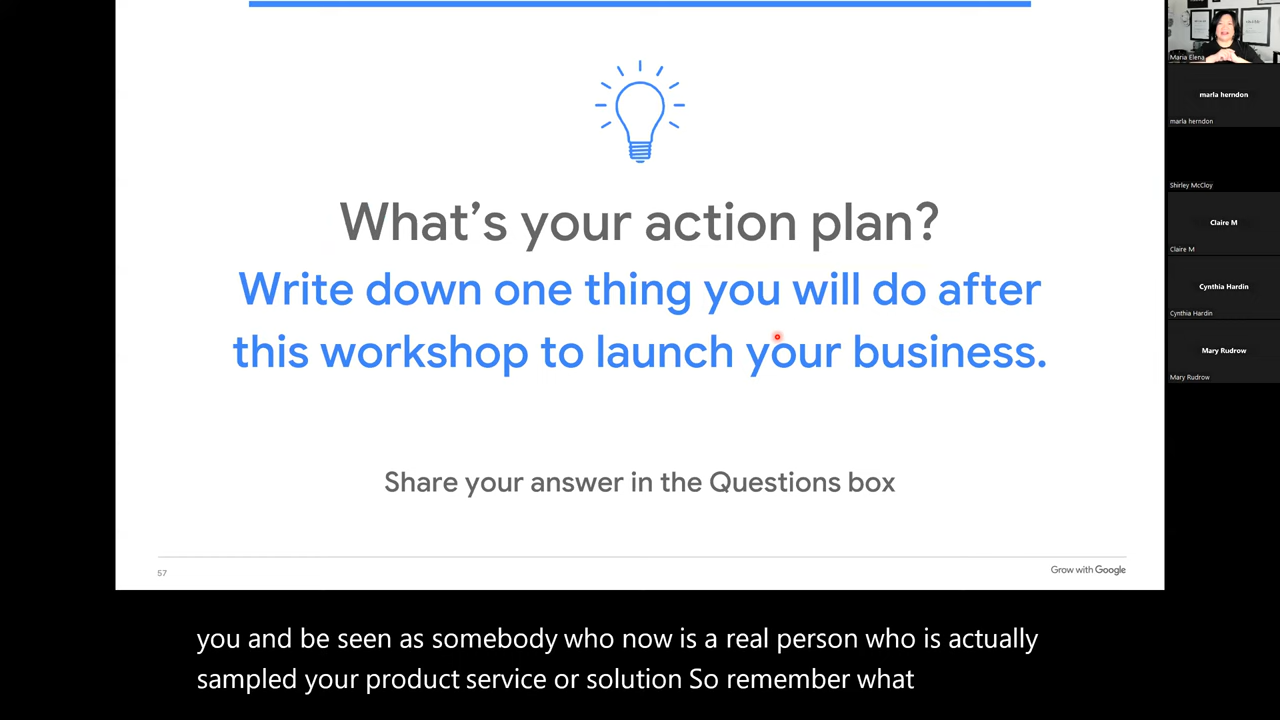 What's your action plan?
Write down one thing you will do after
this workshop to launch your business.
Share your answer in the Questions box
57
Grow with Google
Maria Elena
marla herndon
marla herndon
Shirley McCloy
Claire M
Claire M
Cynthia Hardin
Cynthia Hardin
Mary Rudrow
Mary Rudrow
you and be seen as somebody who now is a real person who is actually
sampled your product service or solution So remember what